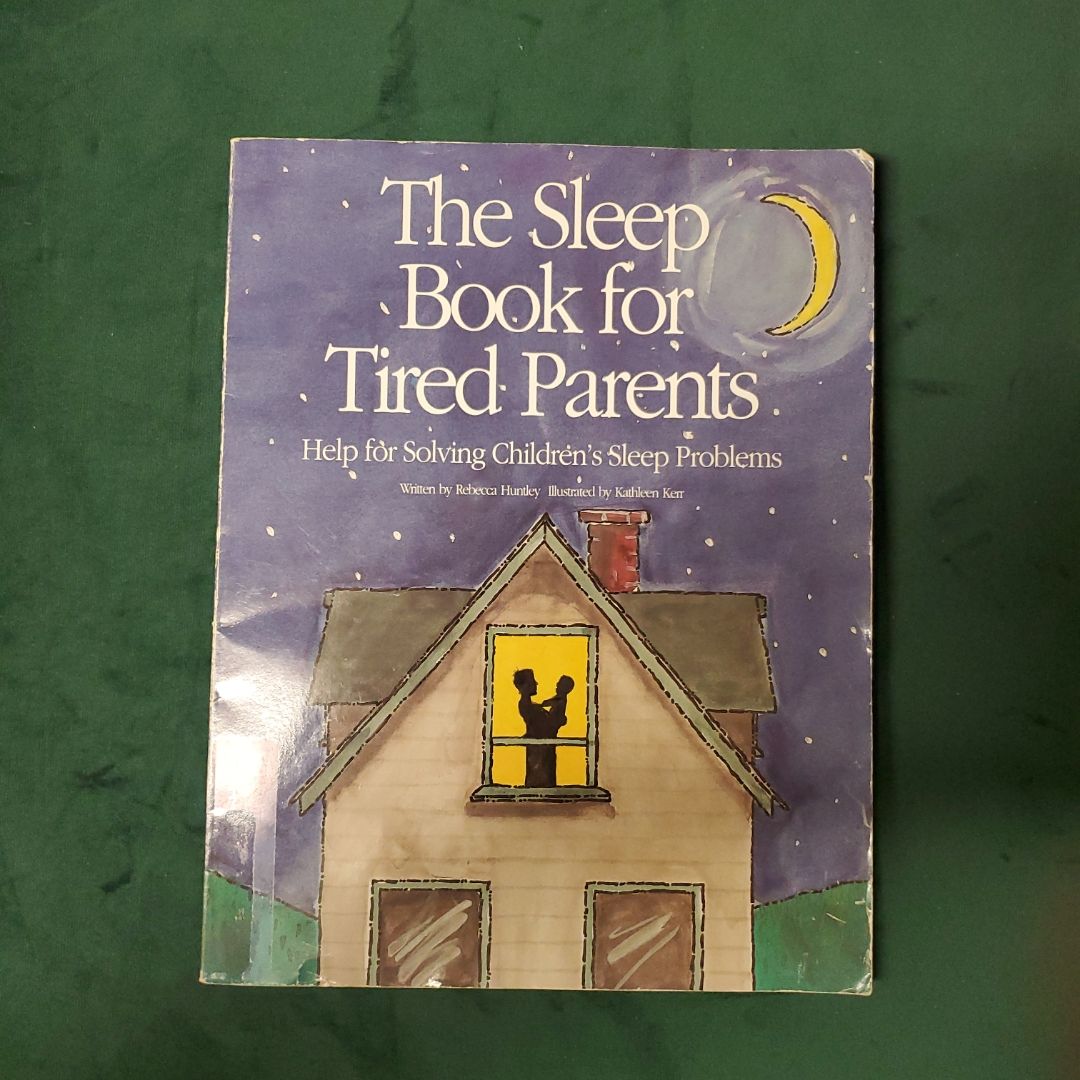 The Sleep
Book for
Tired Parents
Help for Solving Children's Sleep Problems
Written by Rebecca Huntley Illustrated by Kathleen Kerr